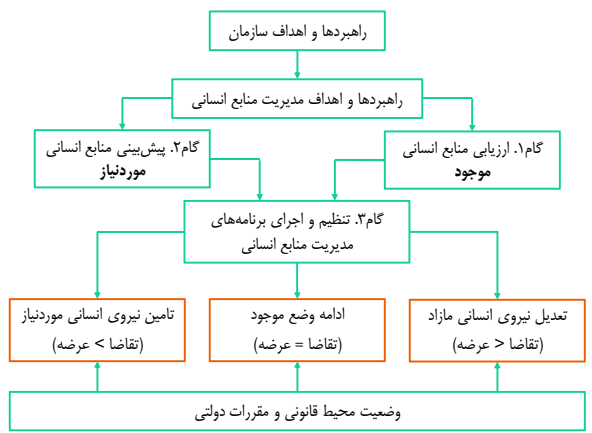 راهبردها و اهداف سازمان
راهبردها و اهداف مدیریت منابع انسانی
گام۱. ارزیابی منابع انسانی
موجود
گام۲. پیش‌بینی منابع انسانی
موردنیاز
گام۳. تنظیم و اجرای برنامه‌های
مدیریت منابع انسانی
تعدیل نیروی انسانی مازاد
(تقاضا < عرضه)
ادامه وضع موجود
(تقاضا = عرضه)
تامین نیروی انسانی موردنیاز
(تقاضا > عرضه)
وضعیت محیط قانونی و مقررات دولتی